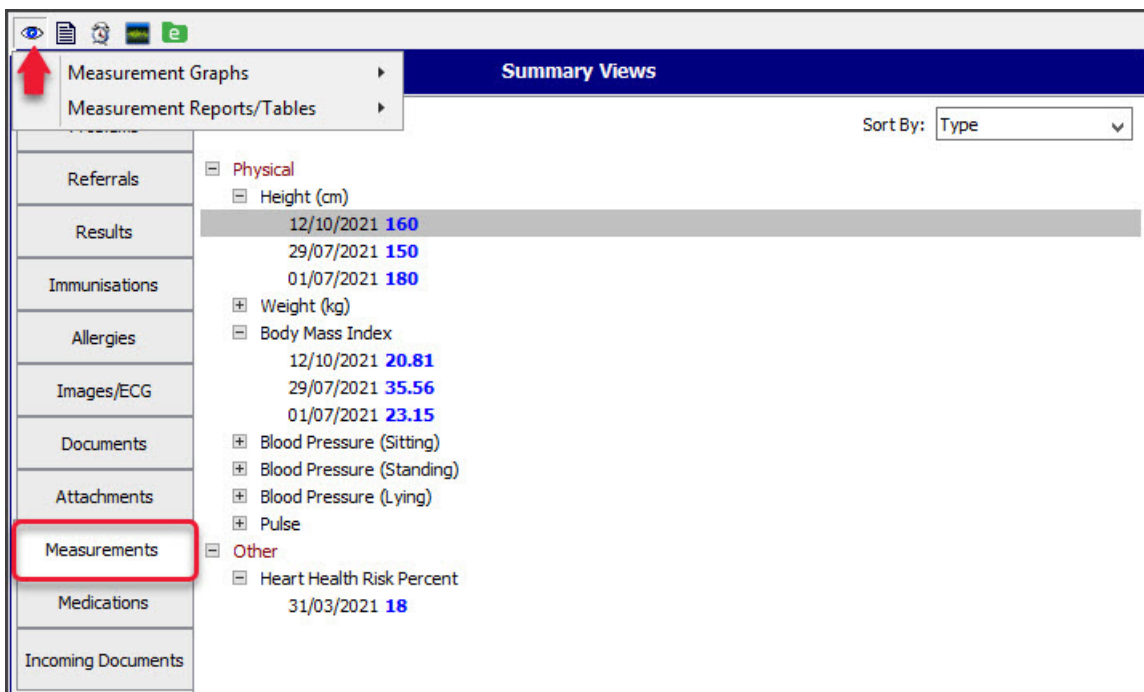 e
Measurement Graphs
Measurement Reports/Tables
Summary Views
Sort By: Type
Referrals
Results
Immunisations
Allergies
Images/ECG
Documents
Attachments
Measurements
Medications
Incoming Documents
Physical
Height (cm)
12/10/2021 160
29/07/2021 150
01/07/2021 180
Weight (kg)
Body Mass Index
12/10/2021 20.81
29/07/2021 35.56
01/07/2021 23.15
Blood Pressure (Sitting)
Blood Pressure (Standing)
Blood Pressure (Lying)
Pulse
Other
Heart Health Risk Percent
31/03/2021 18